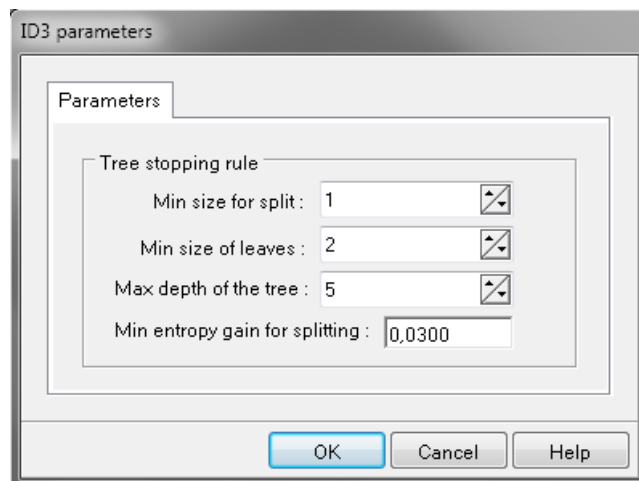 ID3 parameters
Parameters
Tree stopping rule
Min size for split : 1
Min size of leaves : 2
Max depth of the tree : 5
Min entropy gain for splitting : 0,0300
OK Cancel Help